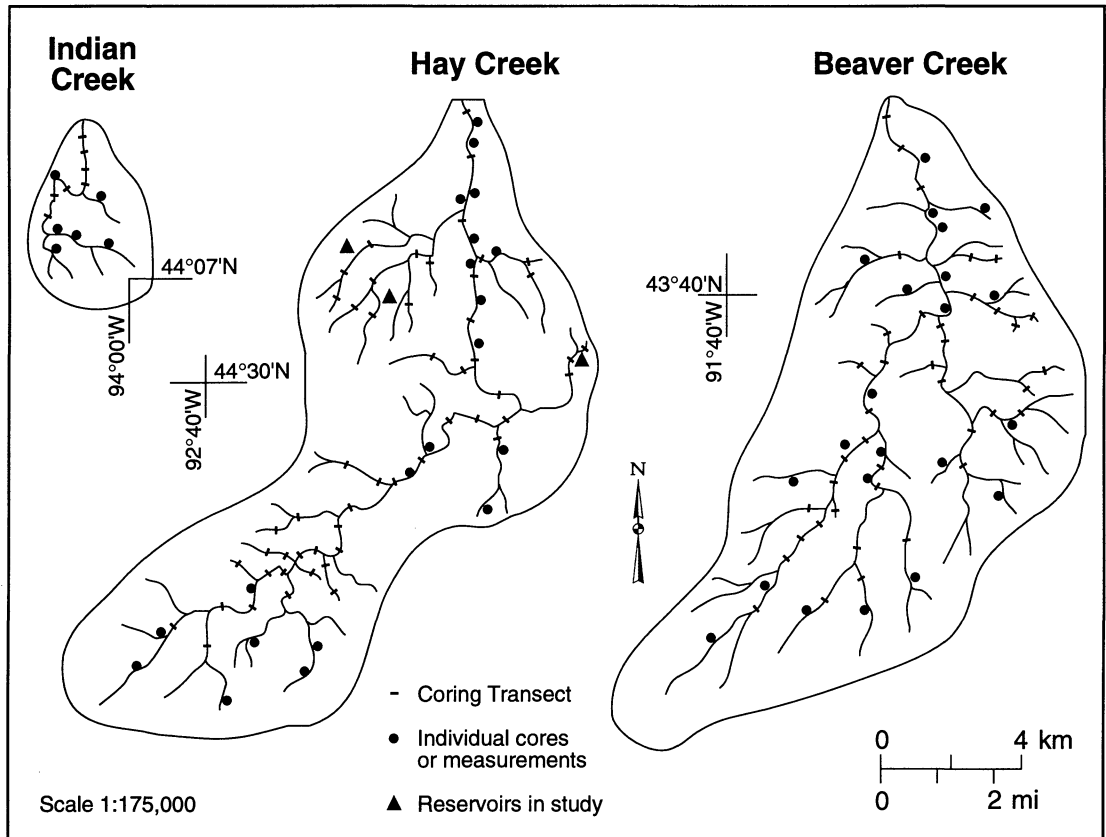 Indian
Creek
Hay Creek
Beaver Creek
44°07'N
94°00'W
44°30'N
92°40'W
43°40'N
91°40'W
N
Coring Transect
Individual cores
or measurements
Reservoirs in study
Scale 1:175,000
0 4 km
0 2 mi